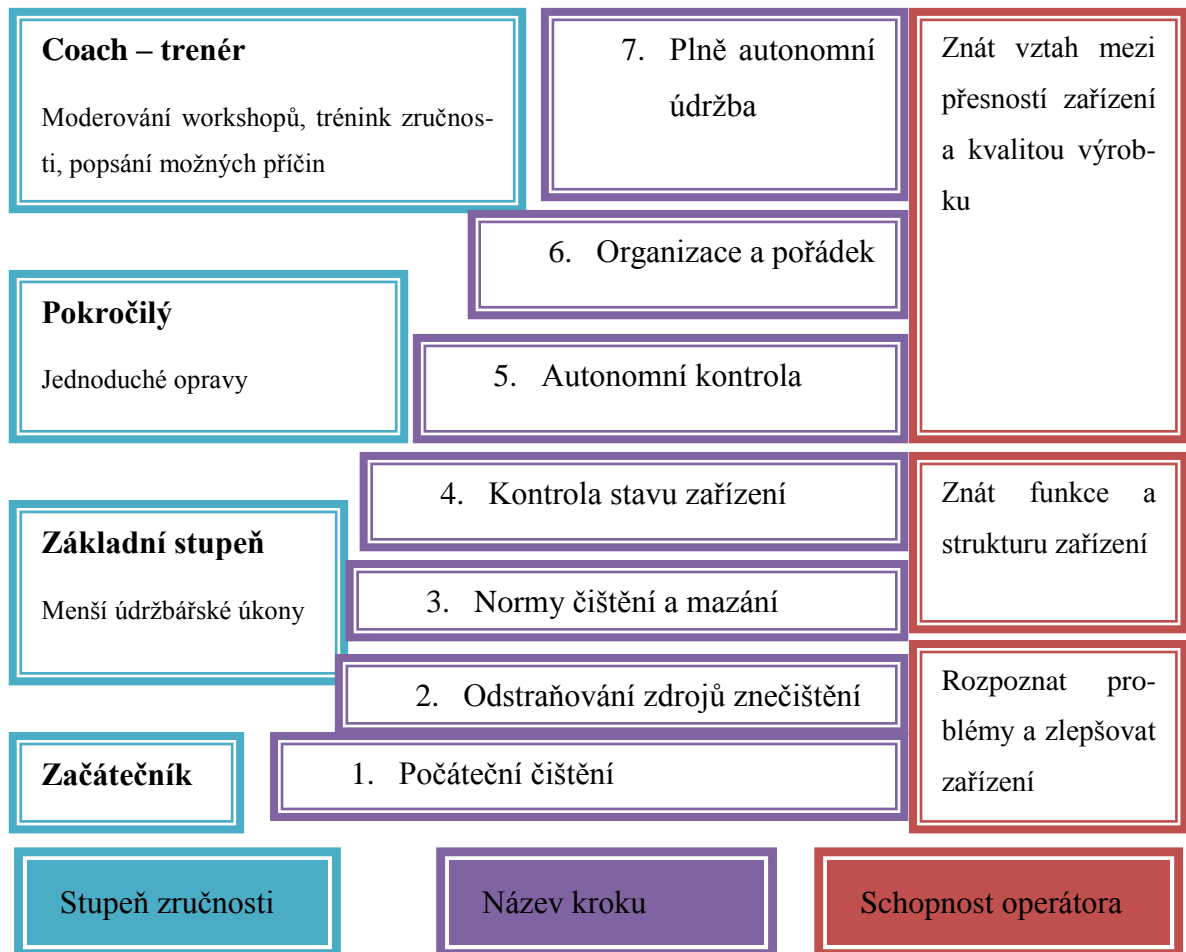 Coach – trenér
Moderování workshopů, trénink zručnos-
ti, popsání možných příčin
7. Plně autonomní
údržba
Znát vztah mezi
přesností zařízení
a kvalitou výrob-
ku
6. Organizace a pořádek
Pokročilý
Jednoduché opravy
5. Autonomní kontrola
4. Kontrola stavu zařízení
Znát funkce a
strukturu zařízení
Základní stupeň
Menší údržbářské úkony
3. Normy čištění a mazání
2. Odstraňování zdrojů znečištění
Rozpoznat pro-
blémy a zlepšovat
zařízení
Začátečník
1. Počáteční čištění
Stupeň zručnosti
Název kroku
Schopnost operátora